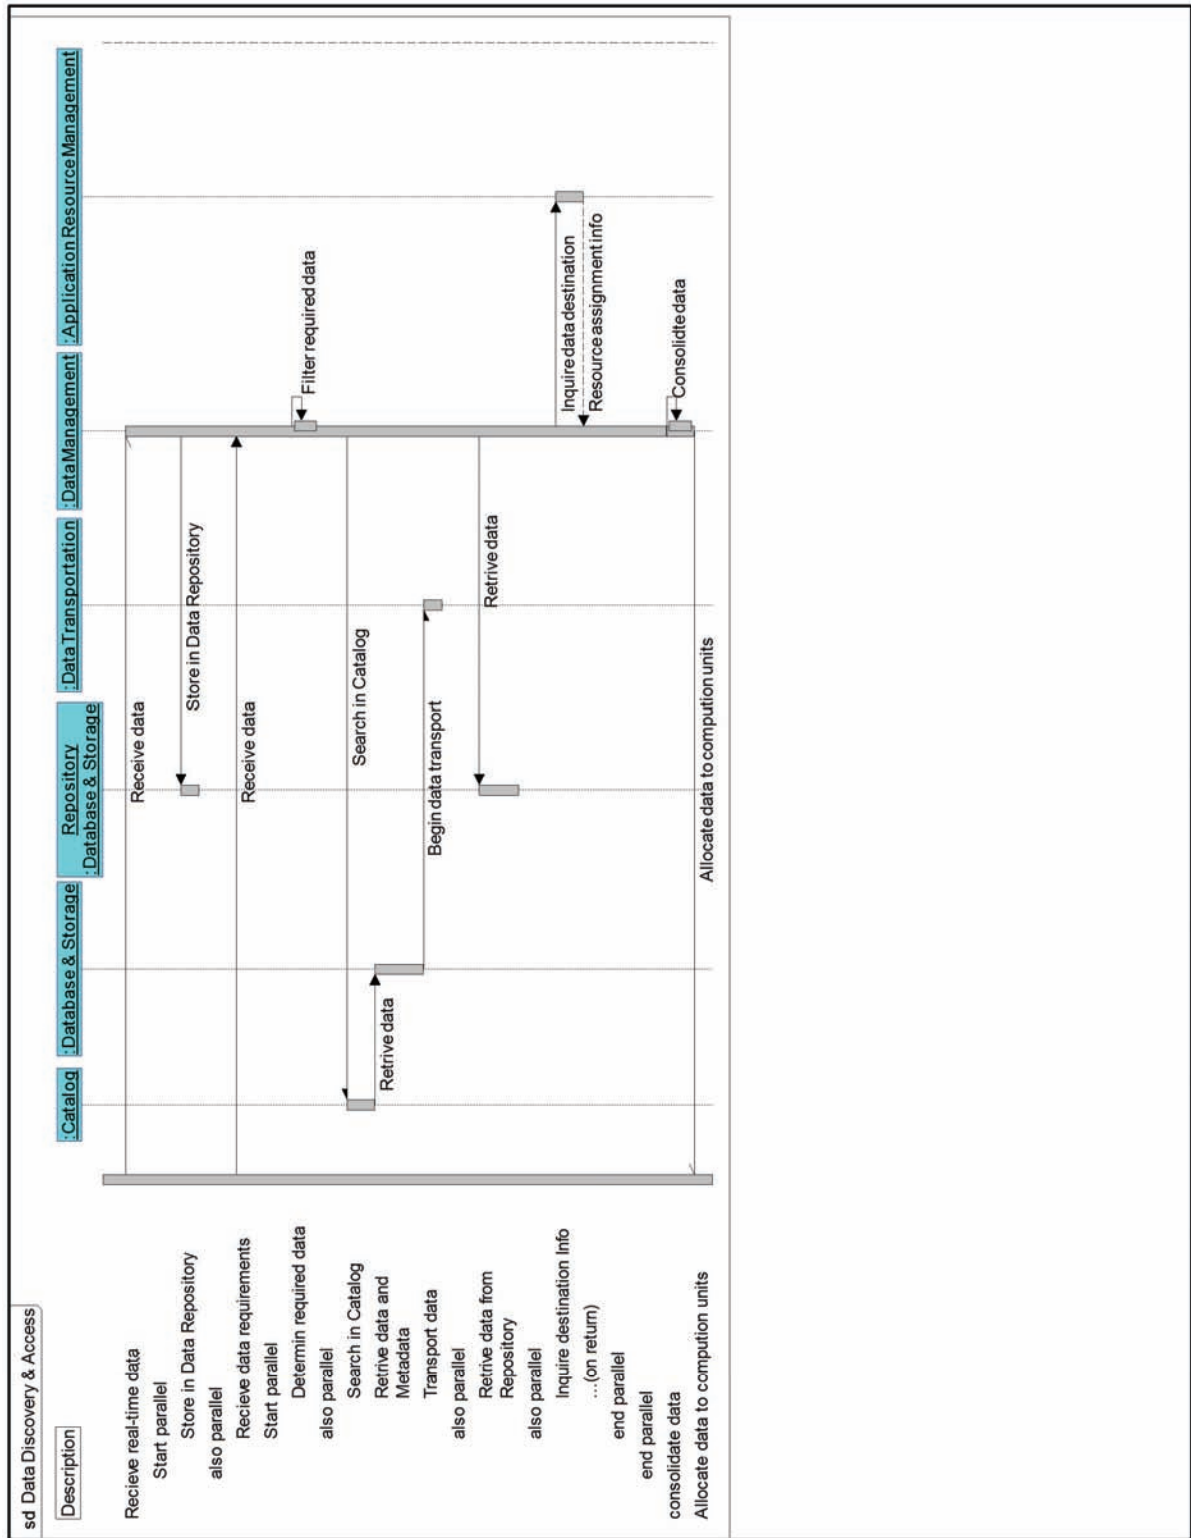 sd Data Discovery & Access
Description
:Catalog
:Database & Storage
Repository
:Database & Storage
:Data Transportation
:DataManagement
:Application ResourceManagement
Recieve real-time data
Receive data
Start parallel
Store in Data Repository
Store in Data Repository
also parallel
Recieve data requirements
Receive data
Start parallel
Determin required data
Filter required data
also parallel
Search in Catalog
Search in Catalog
Retrive data and
Metadata
Retrive data
Transport data
Begin data transport
also parallel
Retrive data from
Repository
Retrive data
also parallel
Inquire destination Info
Inquire data destination
...(on return)
Resource assignment info
end parallel
end parallel
consolidate data
Consolidte data
Allocate data to compution units
Allocate data to compution units